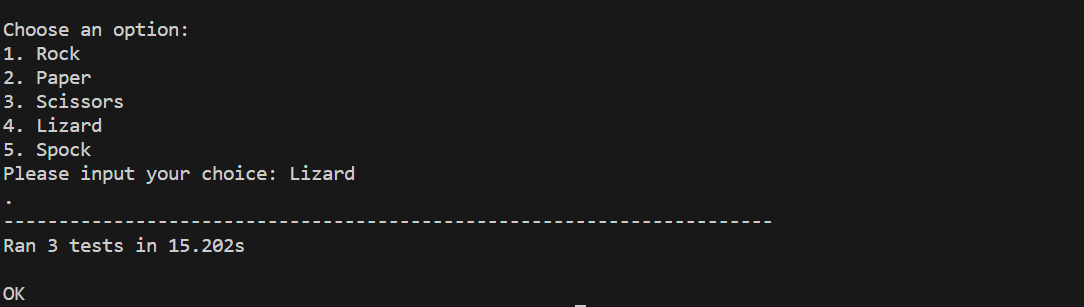 Choose an option:
1. Rock
2. Paper
3. Scissors
4. Lizard
5. Spock
Please input your choice: Lizard
.
----------------------------------------------------------------------
Ran 3 tests in 15.202s
OK